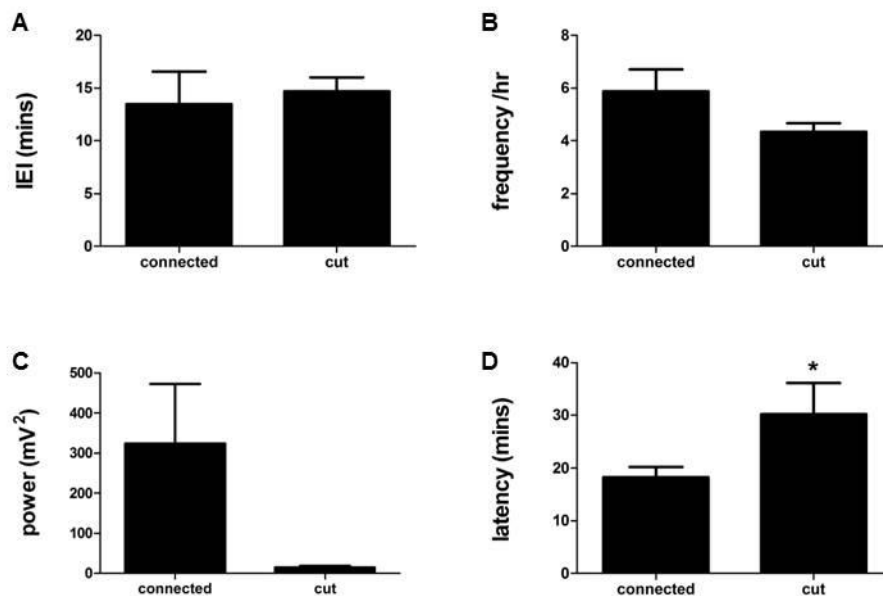 A
IEI (mins)
20
15
10
5
0
connected cut
B
frequency /hr
8
6
4
2
0
connected cut
C
power (mV²)
500
400
300
200
100
0
connected cut
D
latency (mins)
40
30
20
10
0
*
connected cut